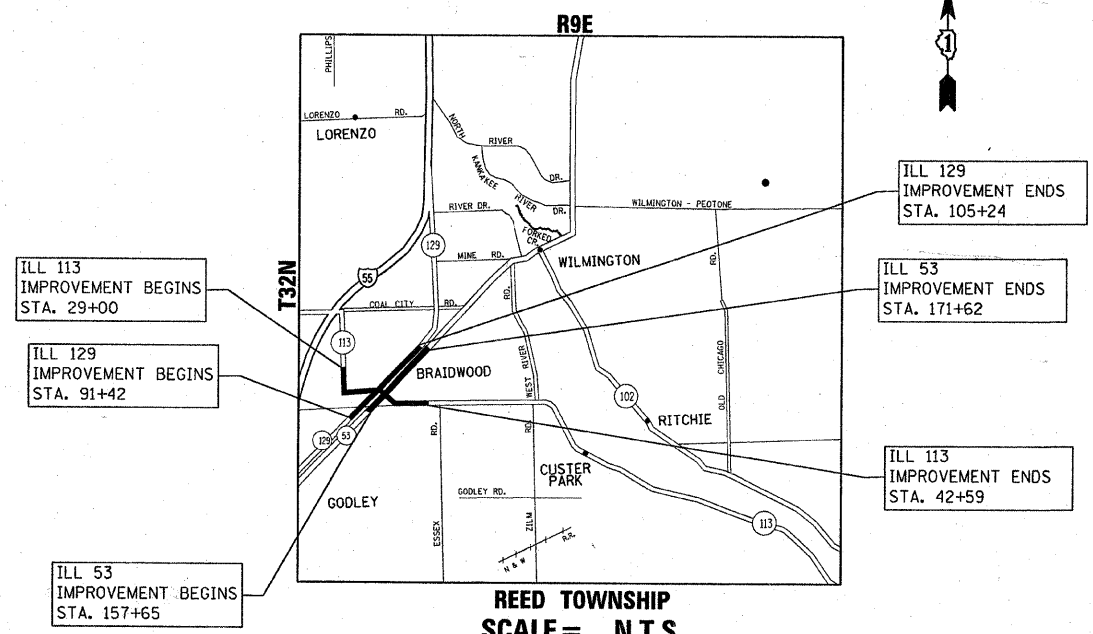 R9E
1
PHILLIPS
LORENZO RD.
LORENZO
NORTH
RIVER
DR.
KANKAKEE
RIVER
DR.
WILMINGTON - PEOTONE
RD.
RIVER DR.
FORKED
CR.
129
MINE RD.
WILMINGTON
T32N
55
COAL CITY RD.
RD.
113
BRAIDWOOD
WEST RIVER
RD.
OLD CHICAGO
102
RITCHIE
129
53
CUSTER
PARK
GODLEY
RD.
ESSEX
GODLEY RD.
ZILM
N & W R.R.
113
ILL 129
IMPROVEMENT ENDS
STA. 105+24
ILL 53
IMPROVEMENT ENDS
STA. 171+62
ILL 113
IMPROVEMENT BEGINS
STA. 29+00
ILL 129
IMPROVEMENT BEGINS
STA. 91+42
ILL 113
IMPROVEMENT ENDS
STA. 42+59
ILL 53
IMPROVEMENT BEGINS
STA. 157+65
REED TOWNSHIP
SCALE= N.T.S.